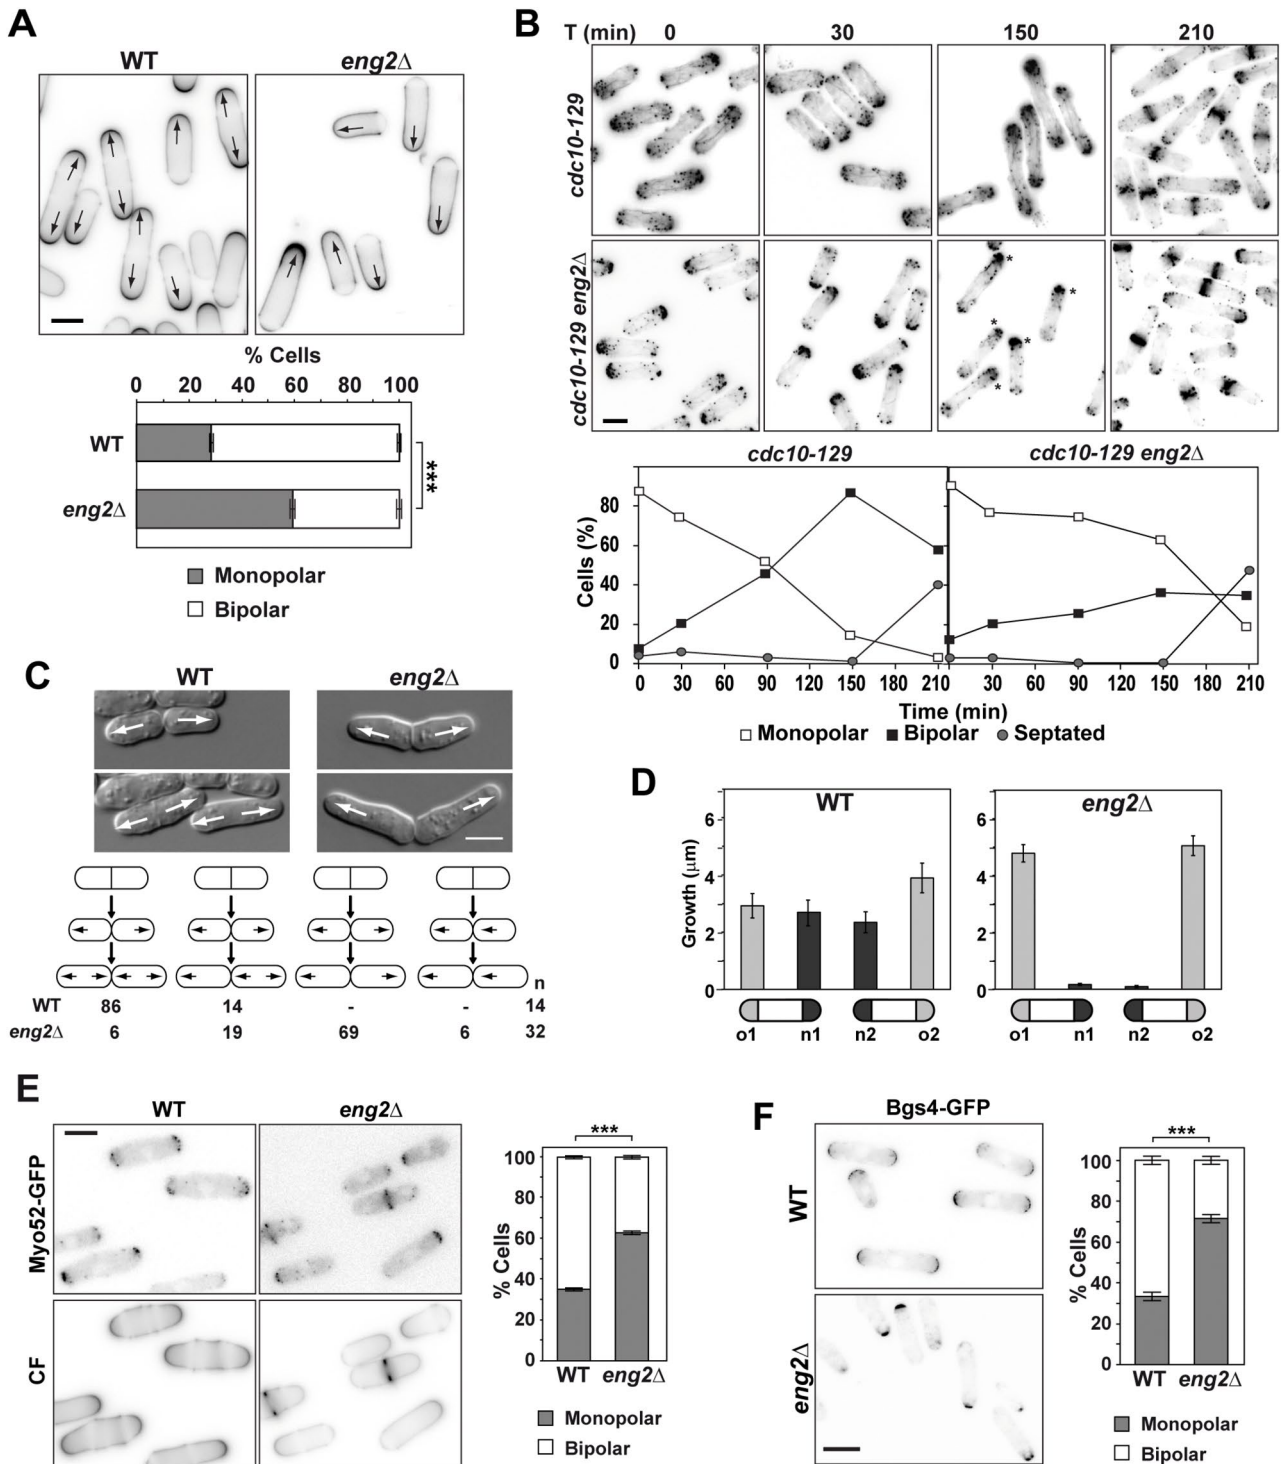 A
WT
eng2Δ
% Cells
0 20 40 60 80 100
WT
***
eng2Δ
Monopolar
Bipolar
B
T (min) 0 30 150 210
cdc10-129
cdc10-129 eng2Δ
* * * * *
cdc10-129
cdc10-129 eng2Δ
Cells (%)
80
60
40
20
0
0 30 60 90 120 150 180 210 30 60 90 120 150 180 210
Time (min)
Monopolar Bipolar Septated
C
WT
eng2Δ
n
WT 86 14 - - 14
eng2Δ 6 19 69 6 32
D
WT
eng2Δ
Growth (μm)
6
4
2
0
6
4
2
0
o1 n1 n2 o2
o1 n1 n2 o2
E
WT
eng2Δ
Myo52-GFP
CF
***
% Cells
100
80
60
40
20
0
WT eng2Δ
Monopolar
Bipolar
F
Bgs4-GFP
WT
eng2Δ
***
% Cells
100
80
60
40
20
0
WT eng2Δ
Monopolar
Bipolar